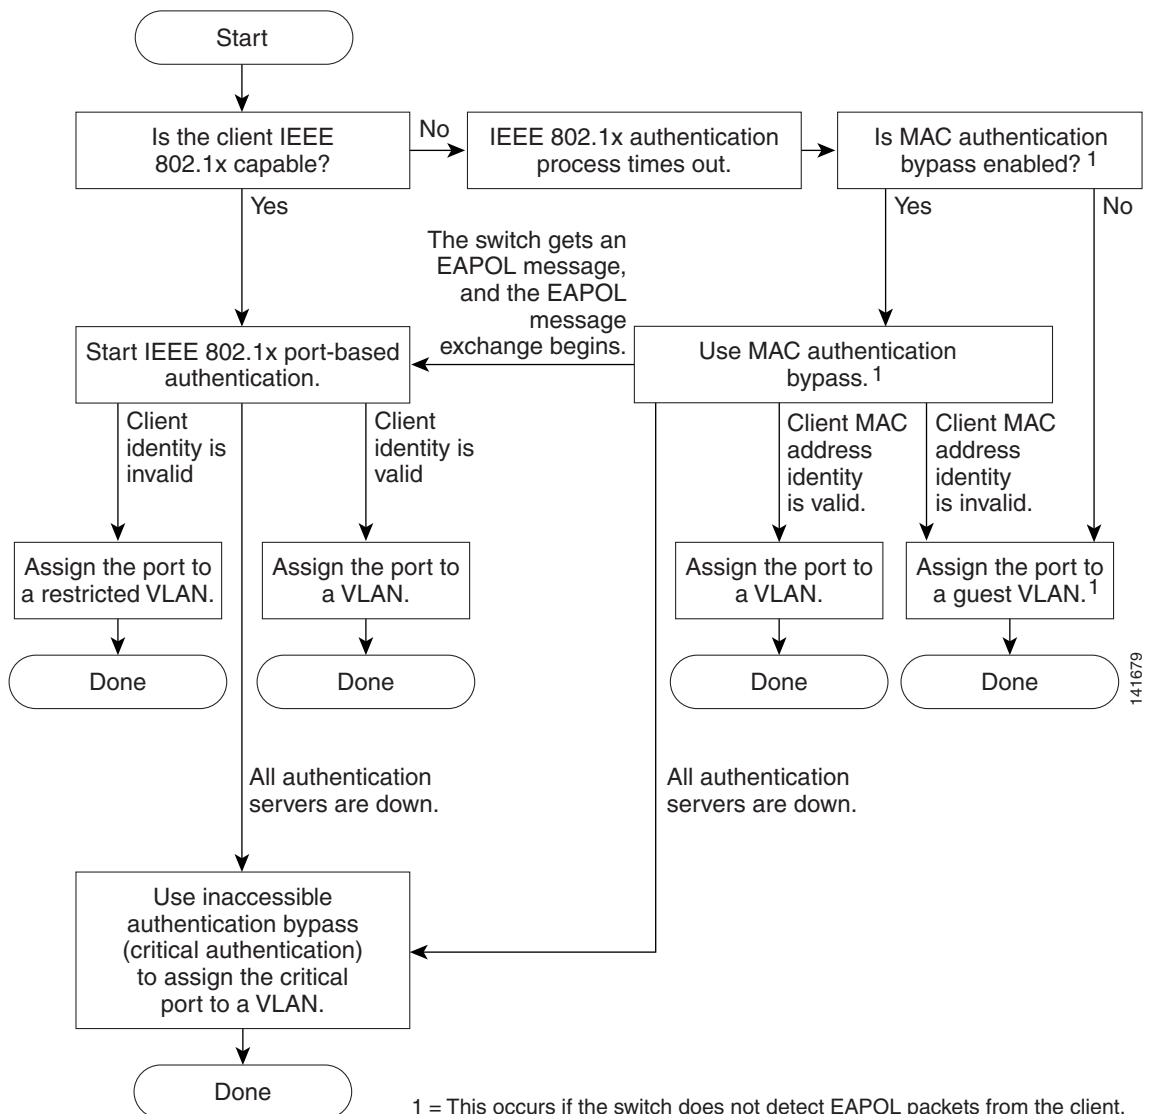 Start
Is the client IEEE
802.1x capable?
No
IEEE 802.1x authentication
process times out.
Is MAC authentication
bypass enabled? 1
Yes
Yes
No
The switch gets an
EAPOL message,
and the EAPOL
message
exchange begins.
Start IEEE 802.1x port-based
authentication.
Use MAC authentication
bypass. 1
Client
identity is
invalid
Client
identity is
valid
Client MAC
address
identity
is valid.
Client MAC
address
identity
is invalid.
Assign the port to
a restricted VLAN.
Assign the port to
a VLAN.
Assign the port to
a VLAN.
Assign the port to
a guest VLAN. 1
Done
Done
Done
Done
141679
All authentication
servers are down.
All authentication
servers are down.
Use inaccessible
authentication bypass
(critical authentication)
to assign the critical
port to a VLAN.
Done
1 = This occurs if the switch does not detect EAPOL packets from the client.